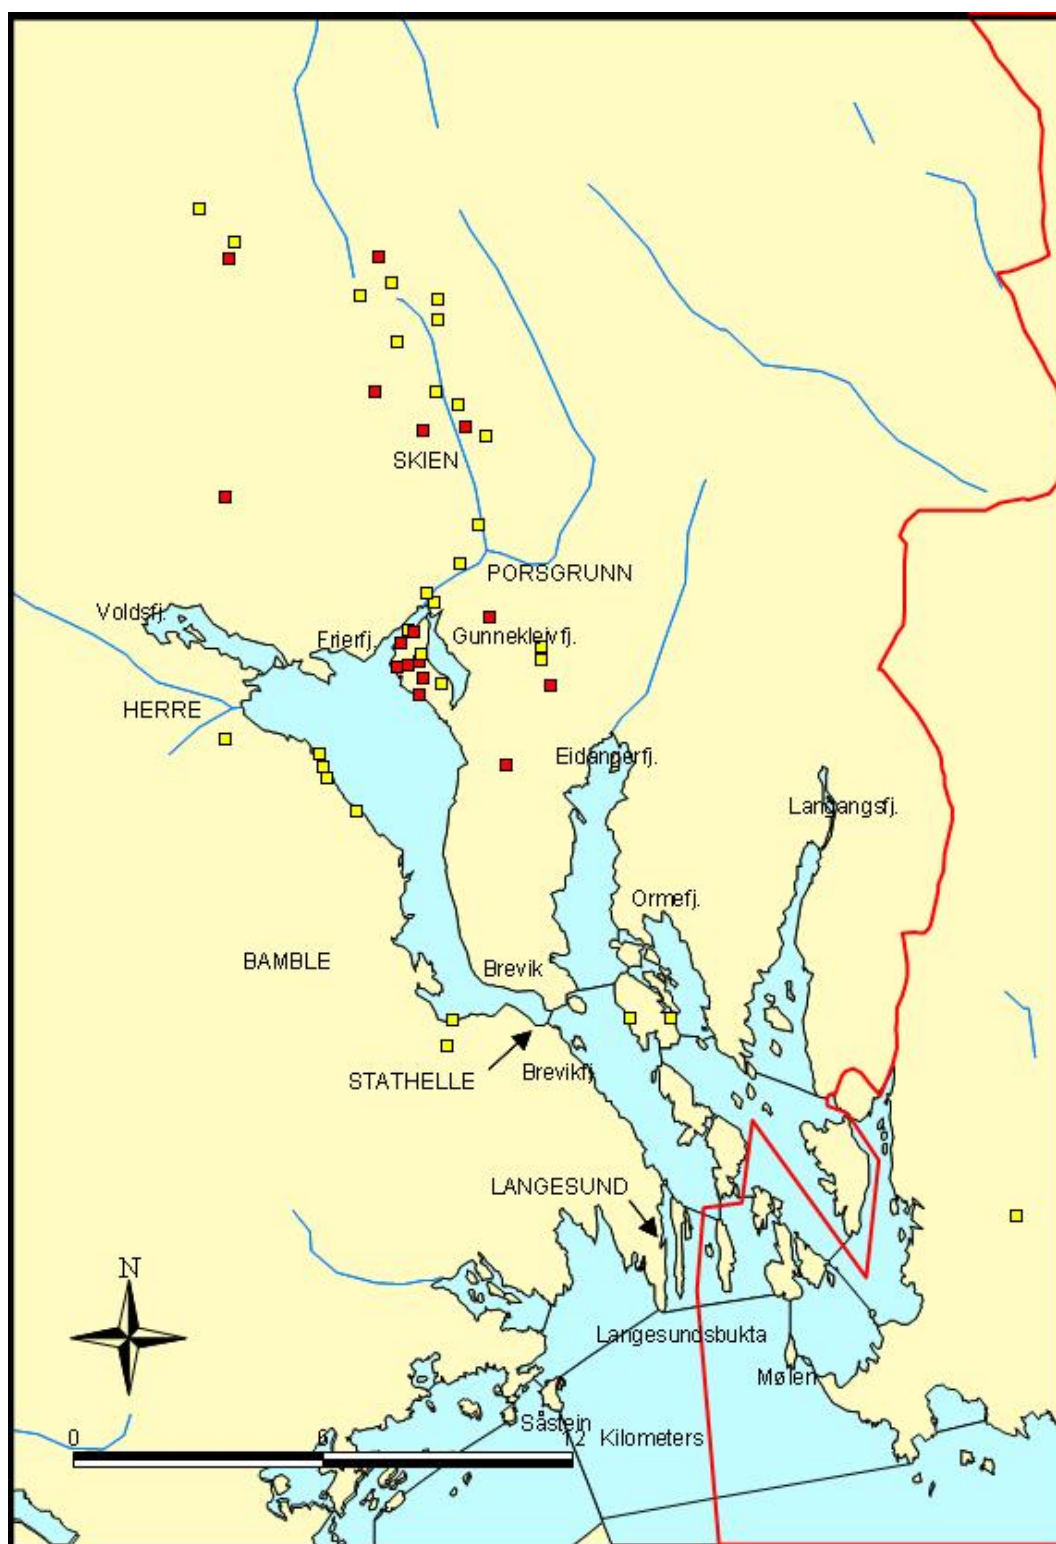 SKIEN
PORSGRUNN
Voldsfj.
Frierfj.
Gunnekleivfj.
HERRE
Eidangerfj.
Langangsfj.
Ormefj.
BAMBLE
Brevik
STATHELLE
Brevikfj.
LANGESUND
N
Langesundsbukta
Mølen
Såstein
0 6 12 Kilometers